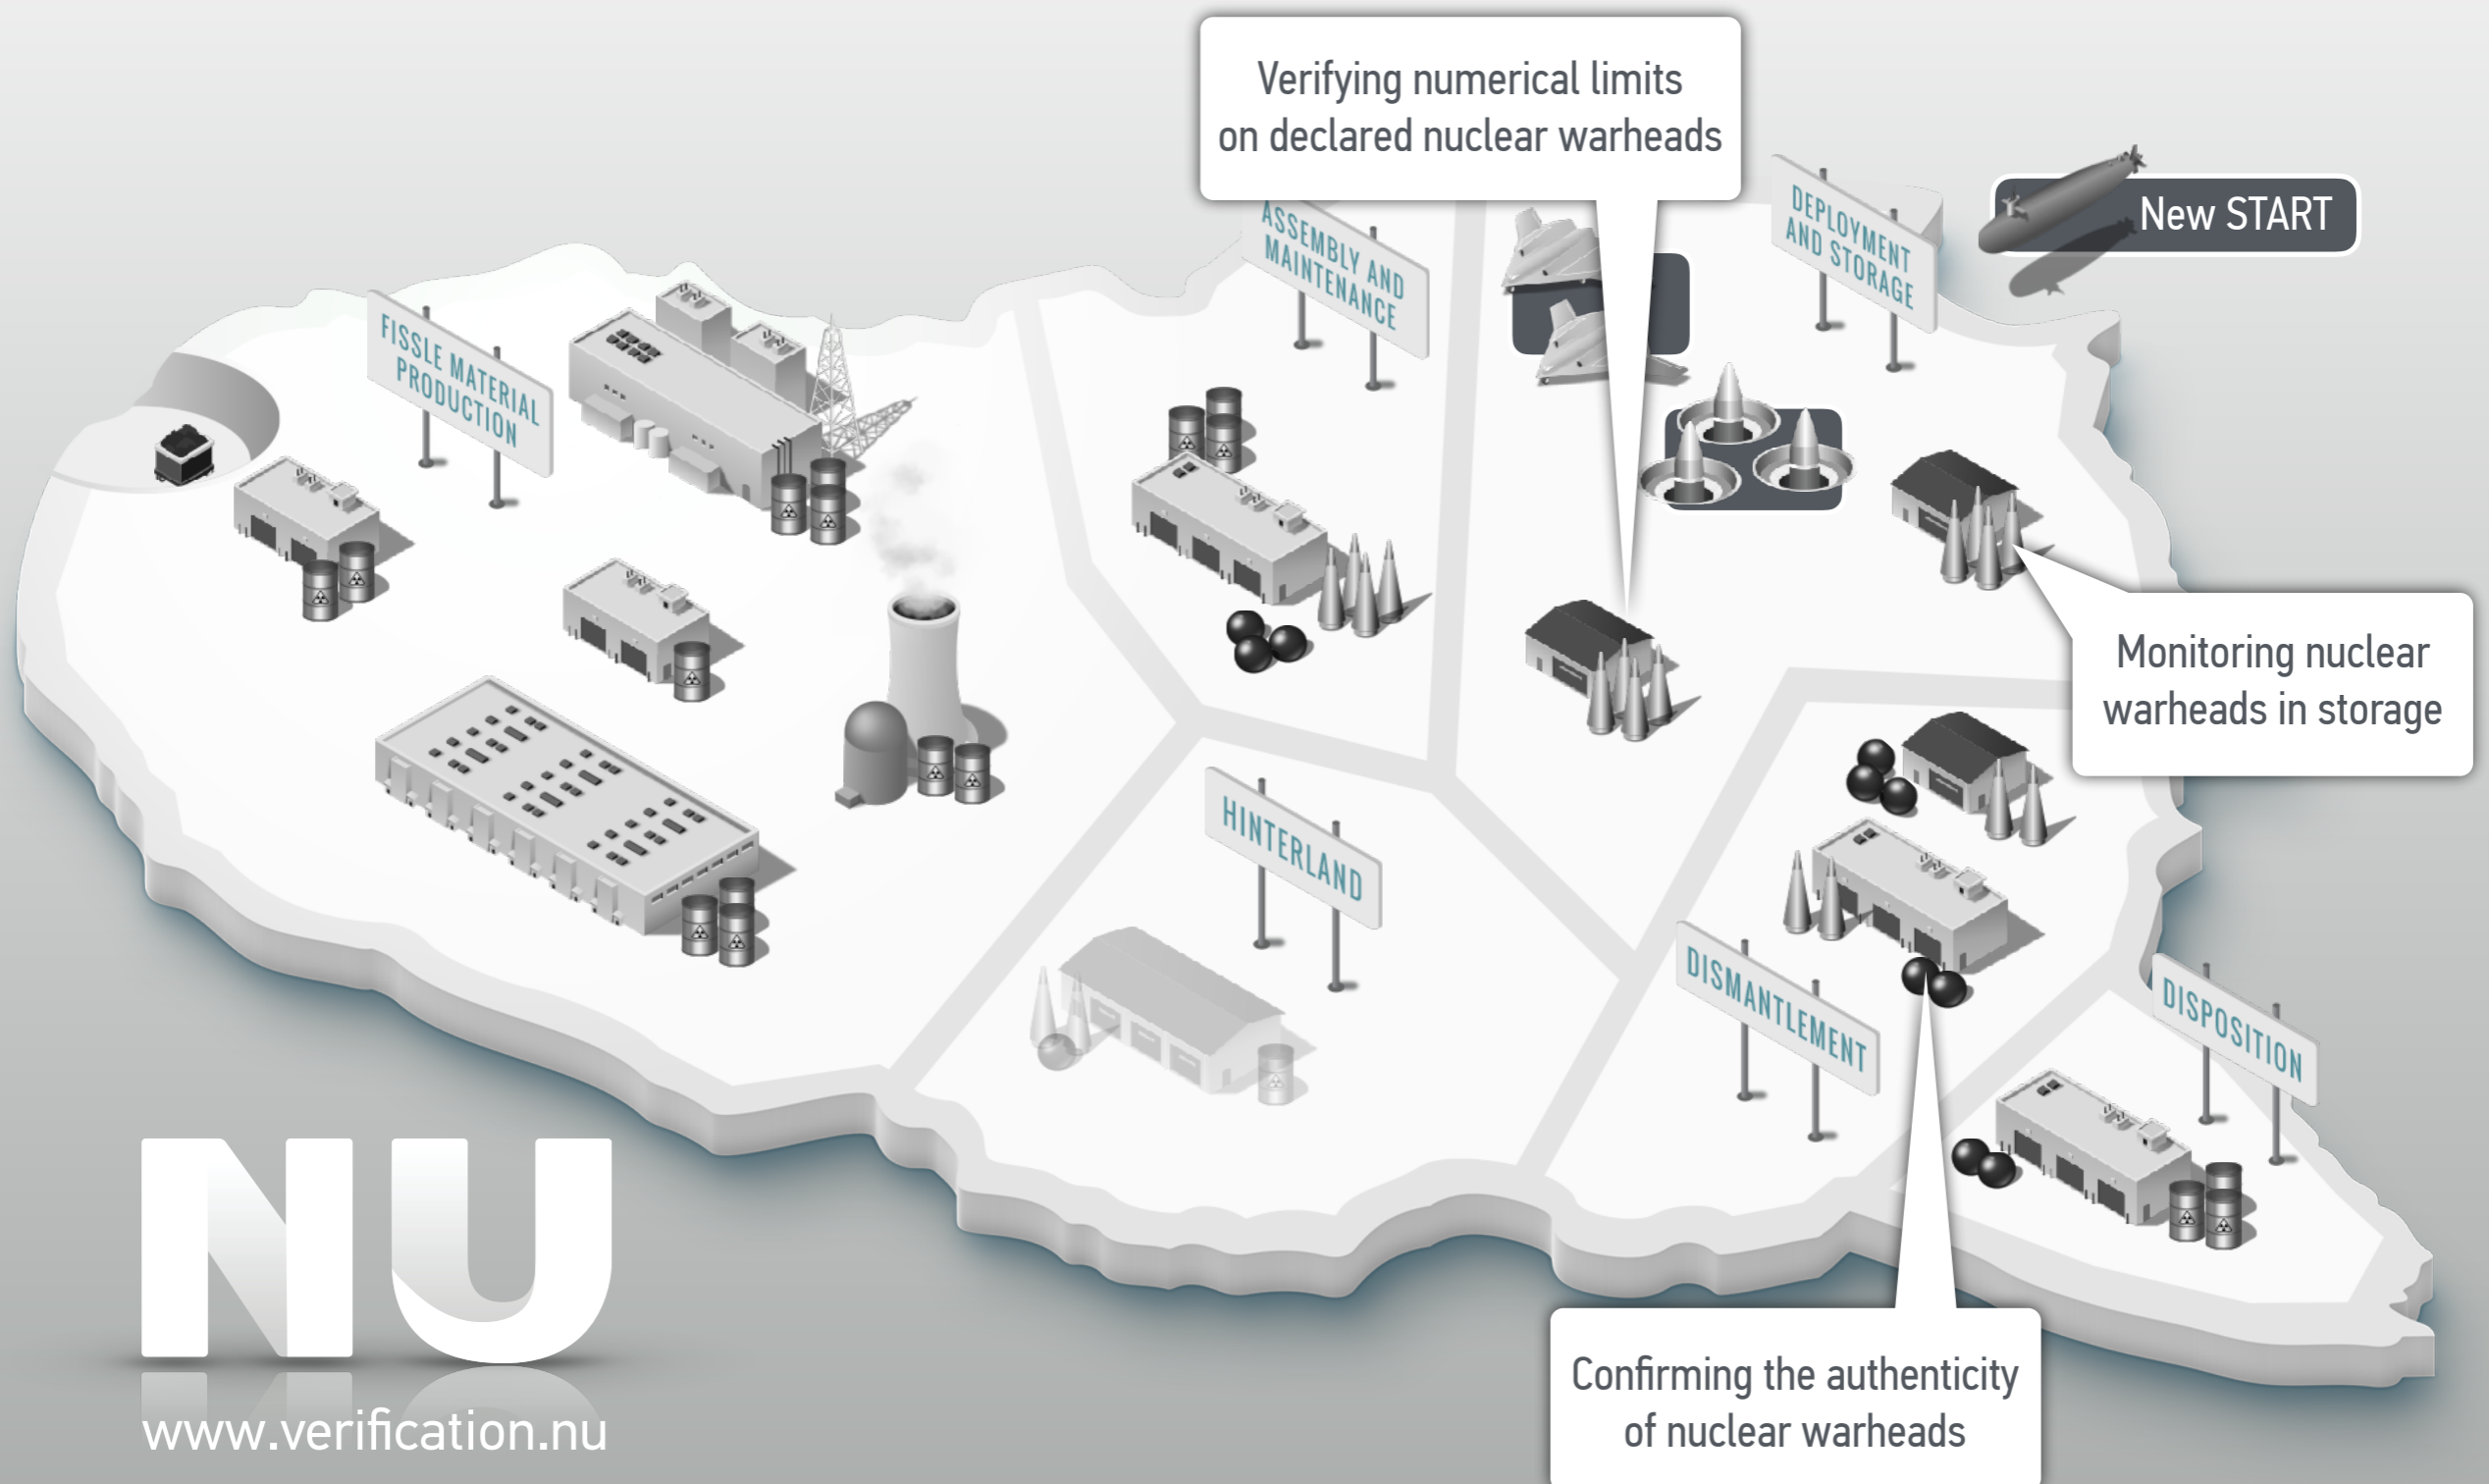 Verifying numerical limits
on declared nuclear warheads
ASSEMBLY AND
MAINTENANCE
DEPLOYMENT
AND STORAGE
New START
FISSLE MATERIAL
PRODUCTION
Monitoring nuclear
warheads in storage
HINTERLAND
DISMANTLEMENT
DISPOSITION
NU
www.verification.nu
Confirming the authenticity
of nuclear warheads